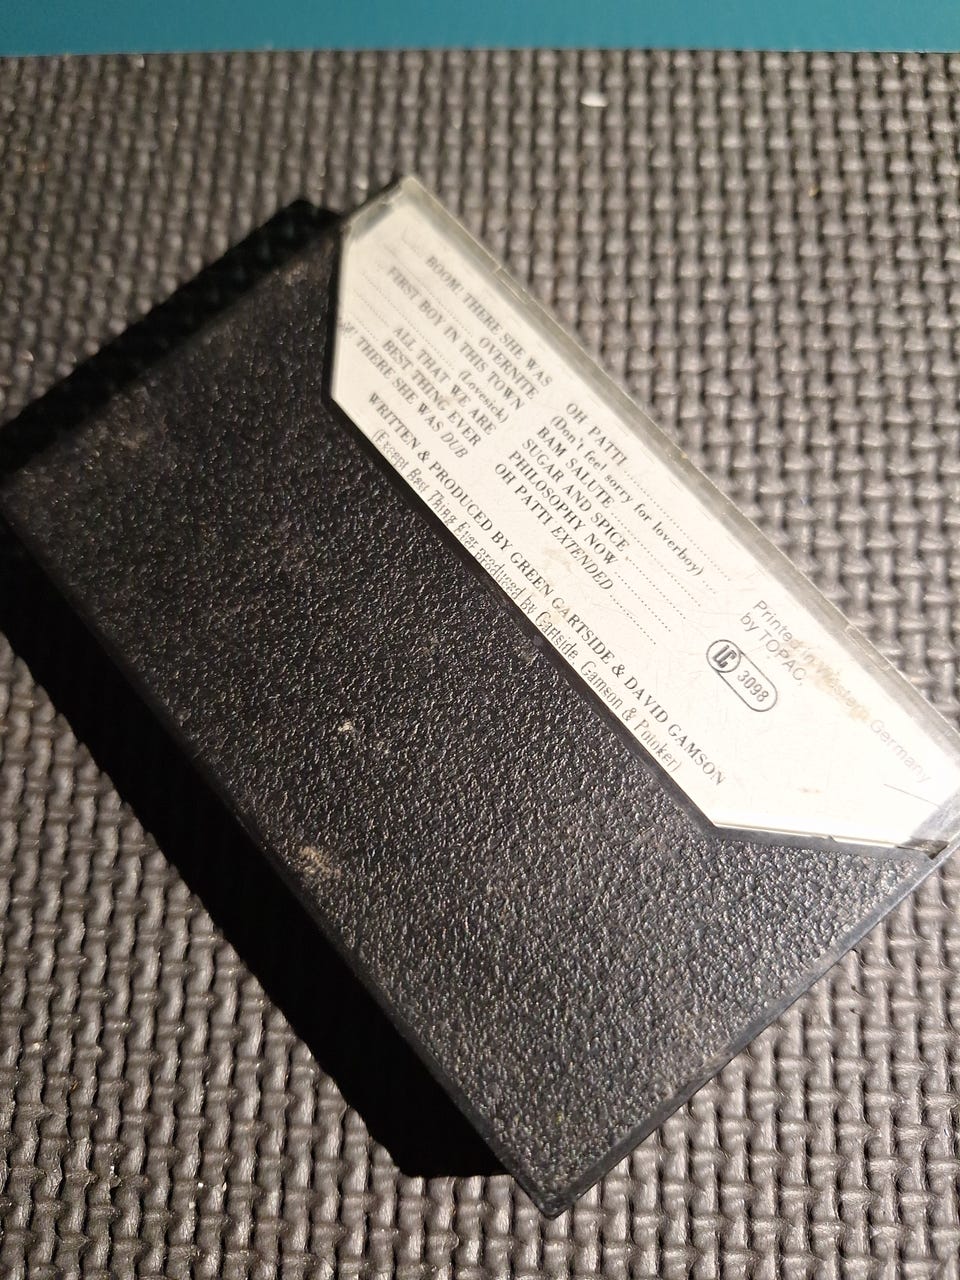 BOOM! THERE SHE WAS
OVERNITE
FIRST BOY IN THIS TOWN
(Lovesick)
ALL THAT WE ARE
BEST THING EVER
THERE SHE WAS DUB
OH PATTI
(Don't feel sorry for loverboy)
BAM SALUTE
SUGAR AND SPICE
PHILOSOPHY NOW
OH PATTI EXTENDED
WRITTEN & PRODUCED BY GREEN GARTSIDE & DAVID GAMSON
(Except Best Thing Ever produced by Gartside Gamson & Potoker)
Printed in Western Germany
by TOPAC.
LC 3098